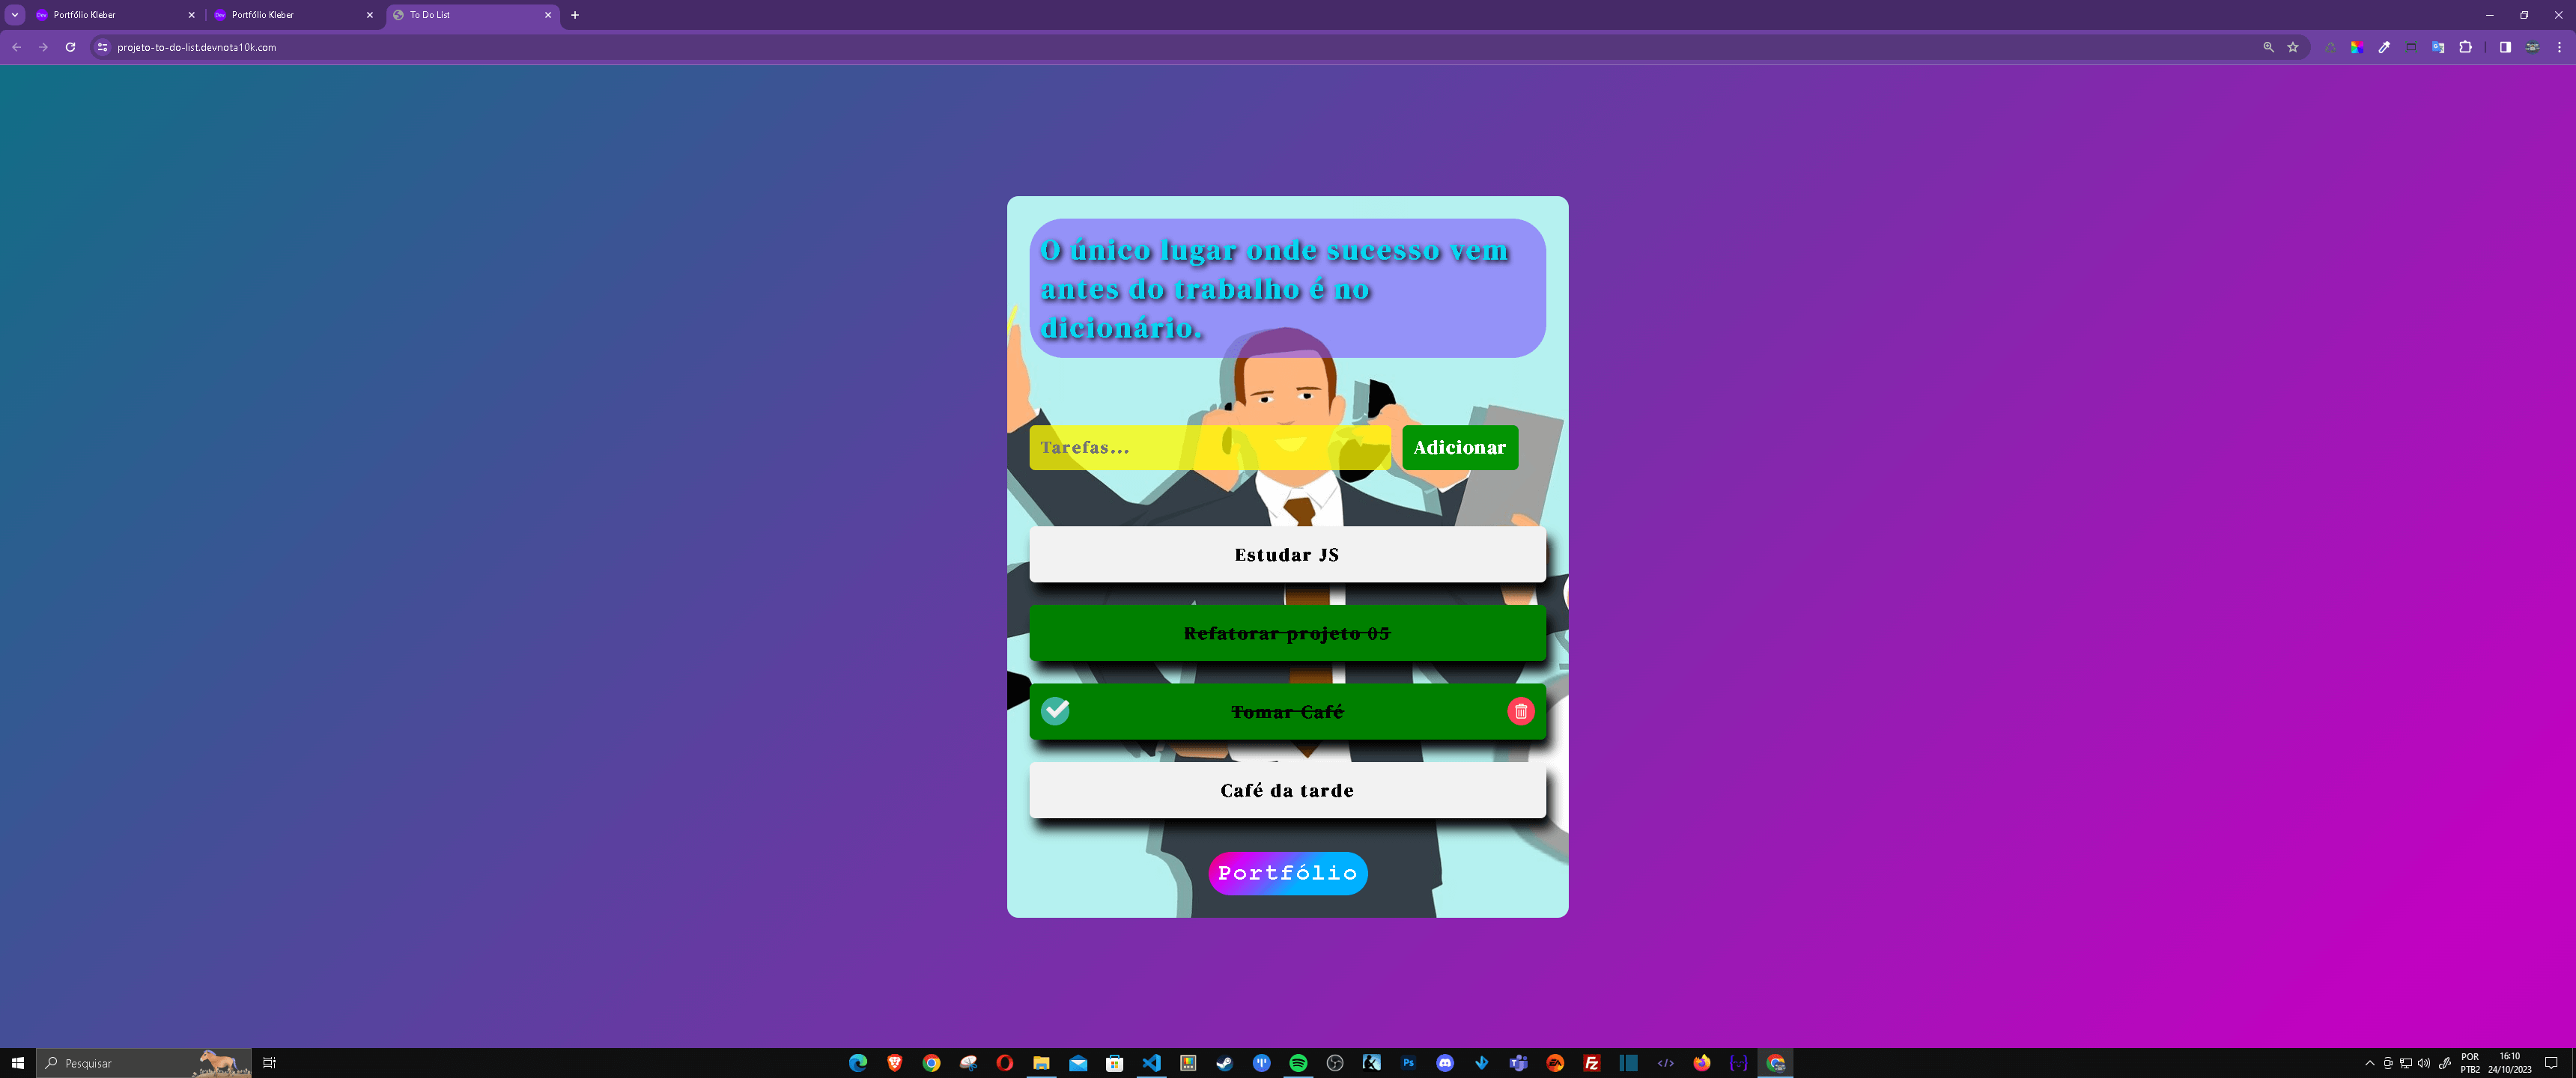 Portfólio Kleber
Portfólio Kleber
To Do List
projeto-to-do-list.devnota10k.com
O único lugar onde sucesso vem
antes do trabalho é no
dicionário.
Tarefas...
Adicionar
Estudar JS
Refatorar projeto 05
Tomar Café
Café da tarde
Portfólio
Pesquisar
POR
PTB2
16:10
24/10/2023